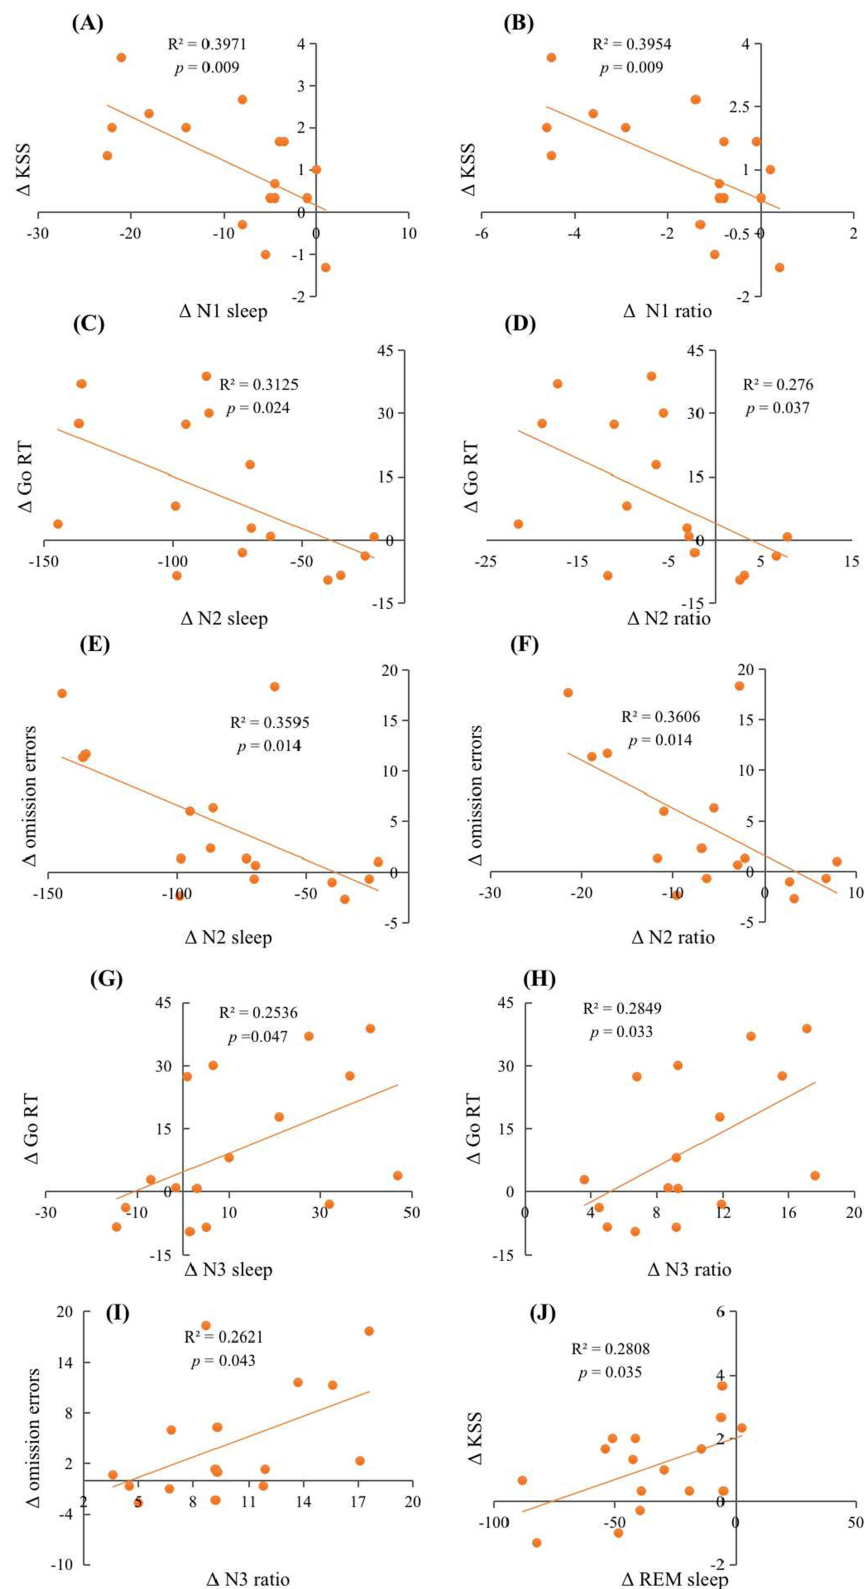 (A)
R² = 0.3971
p = 0.009
4
3
2
1
0
-1
-2
-30
-20
-10
0
10
Δ KSS
Δ N1 sleep
(B)
R² = 0.3954
p = 0.009
4
2.5
1
-0.5
-2
-6
-4
-2
0
2
Δ KSS
Δ N1 ratio
(C)
R² = 0.3125
p = 0.024
45
30
15
0
-15
-150
-100
-50
Δ Go RT
Δ N2 sleep
(D)
R² = 0.276
p = 0.037
45
30
15
0
-15
-25
-15
-5
5
15
Δ Go RT
Δ N2 ratio
(E)
R² = 0.3595
p = 0.014
20
15
10
5
0
-5
-150
-100
-50
Δ omission errors
Δ N2 sleep
(F)
R² = 0.3606
p = 0.014
20
15
10
5
0
-5
-30
-20
-10
0
10
Δ omission errors
Δ N2 ratio
(G)
R² = 0.2536
p =0.047
45
30
15
0
-15
-30
-10
10
30
50
Δ Go RT
Δ N3 sleep
(H)
R² = 0.2849
p = 0.033
45
30
15
0
-15
0
4
8
12
16
20
Δ Go RT
Δ N3 ratio
(I)
R² = 0.2621
p = 0.043
20
14
8
2
-4
-10
2
5
8
11
14
17
20
Δ omission errors
Δ N3 ratio
(J)
R² = 0.2808
p = 0.035
6
4
2
0
-2
-100
-50
0
50
Δ KSS
Δ REM sleep